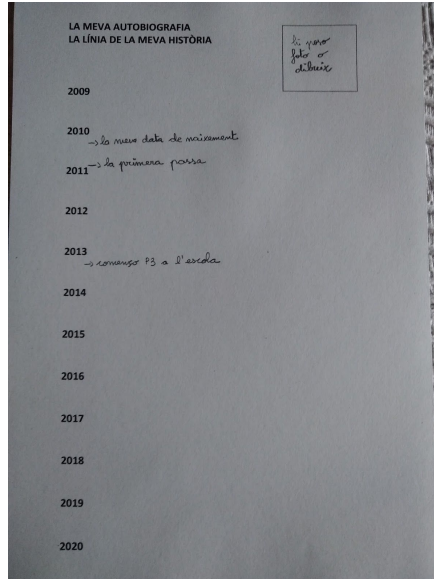 LA MEVA AUTOBIOGRAFIA
LA LÍNIA DE LA MEVA HISTÒRIA
hi poso
foto o
dibuix
2009
2010
→ la meva data de naixement
→ la primera passa
2011
2012
2013
→ començo P3 a l'escola
2014
2015
2016
2017
2018
2019
2020